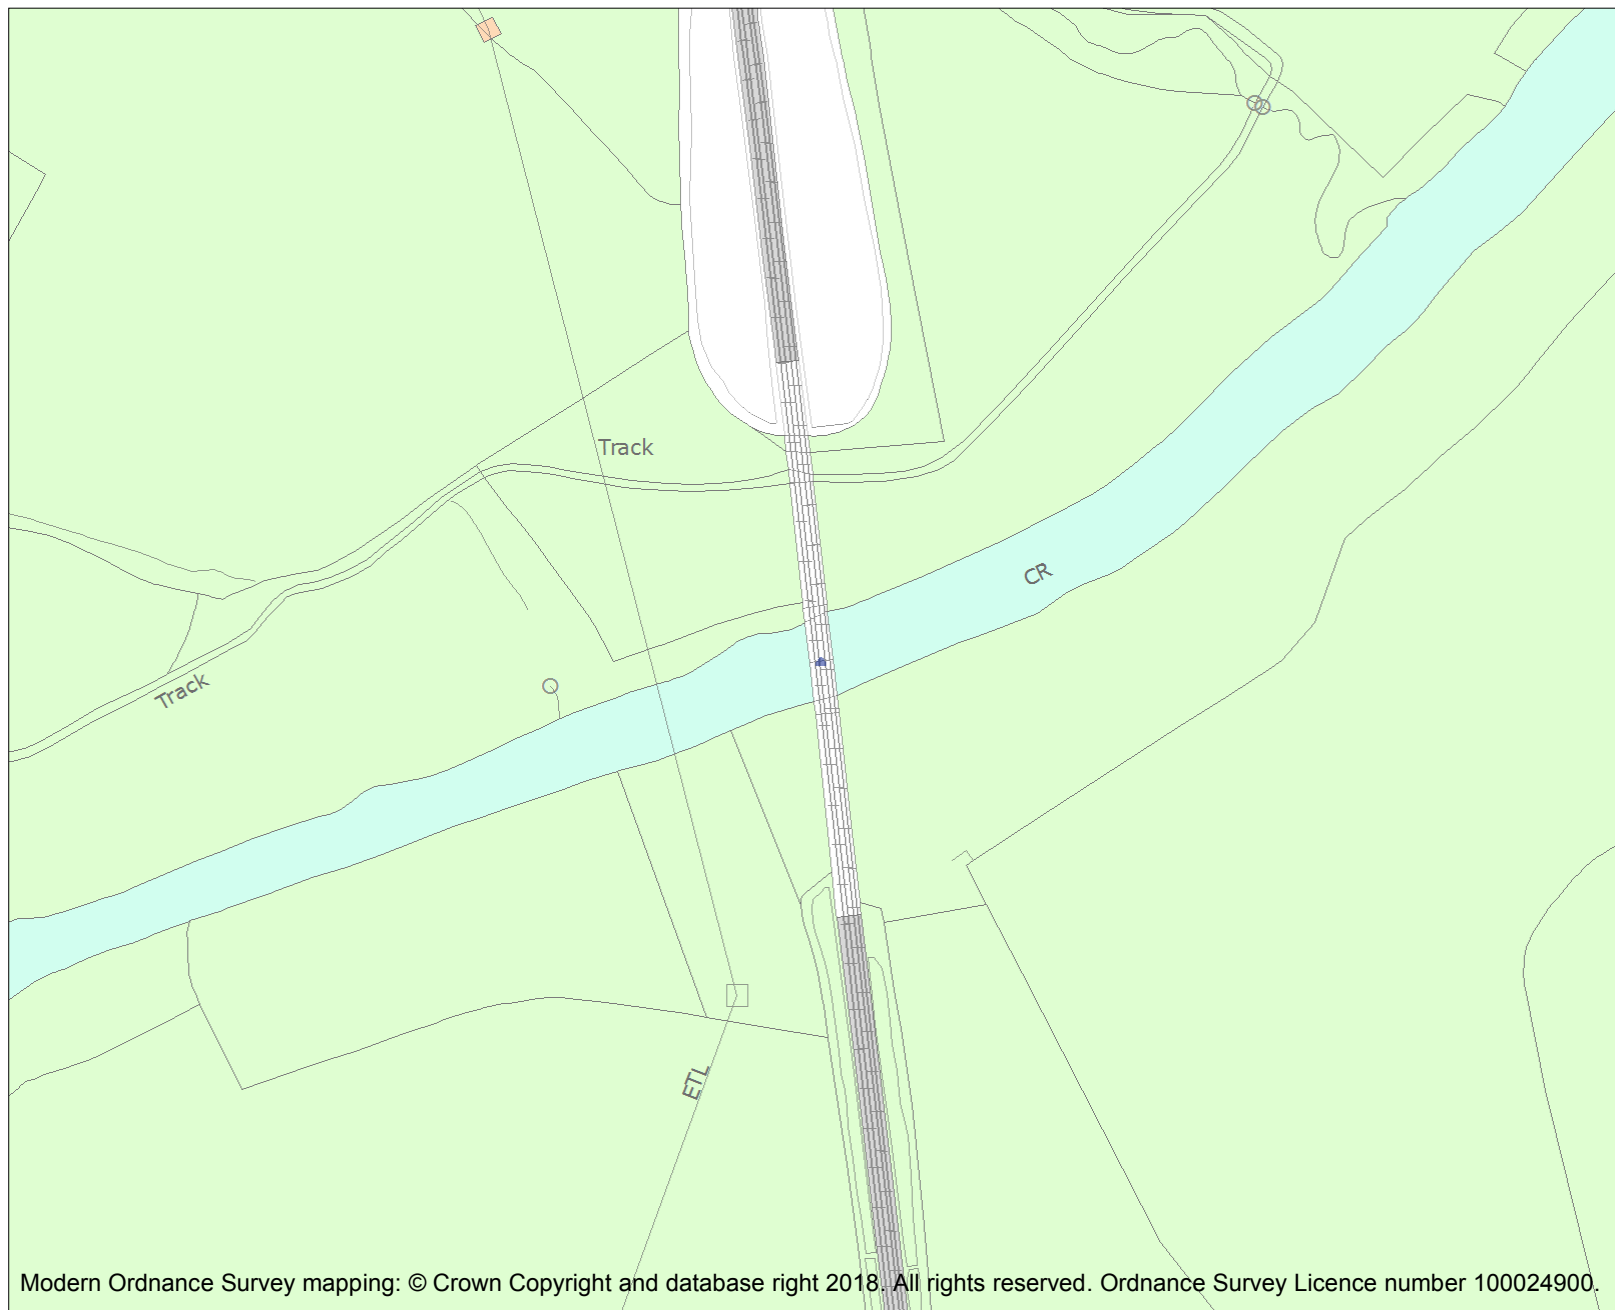 Track
CR
Track
ETL
Modern Ordnance Survey mapping: © Crown Copyright and database right 2018. All rights reserved. Ordnance Survey Licence number 100024900.